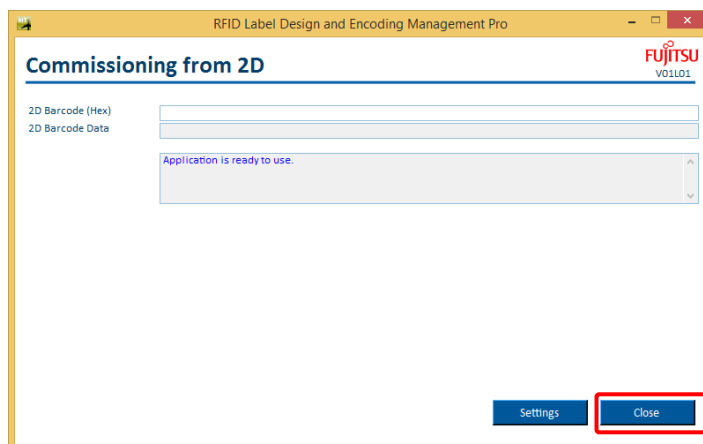 RFID Label Design and Encoding Management Pro
Commissioning from 2D
FUJITSU
V01L01
2D Barcode (Hex)
2D Barcode Data
Application is ready to use.
Settings
Close